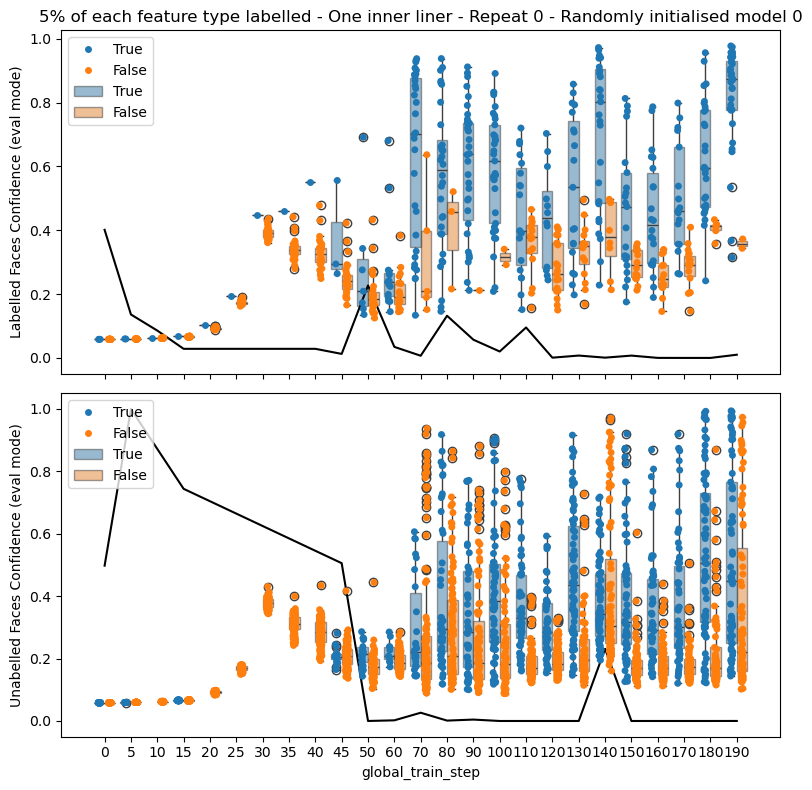 5% of each feature type labelled - One inner liner - Repeat 0 - Randomly initialised model 0
Labelled Faces Confidence (eval mode)
1.0
0.8
0.6
0.4
0.2
0.0
True
False
True
False
Unabelled Faces Confidence (eval mode)
1.0
0.8
0.6
0.4
0.2
0.0
True
False
True
False
0 5 10 15 20 25 30 35 40 45 50 60 70 80 90 100 110 120 130 140 150 160 170 180 190
global_train_step